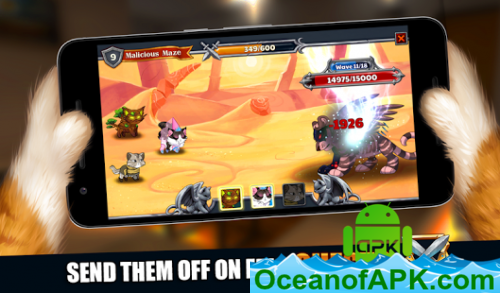 9 Malicious Maze 349/600
Wave 11/18
14975/15000
-1926
SEND THEM OFF ON
APK
OceanofAPK.com